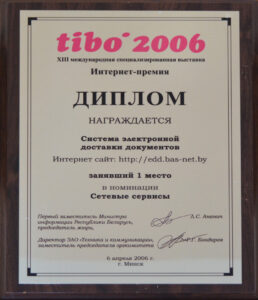 tibo 2006
XIII международная специализированная выставка
Интернет-премия
ДИПЛОМ
НАГРАЖДАЕТСЯ
Система электронной
доставки документов
Интернет сайт: http://edd.bas-net.by
занявший 1 место
в номинации
Сетевые сервисы
Первый заместитель Министра
информации Республики Беларусь,
председатель жюри,
Л.С. Ананич
Директор ЗАО «Техника и коммуникации»,
заместитель председателя оргкомитета
Бондарев
6 апреля 2006 г.
г. Минск